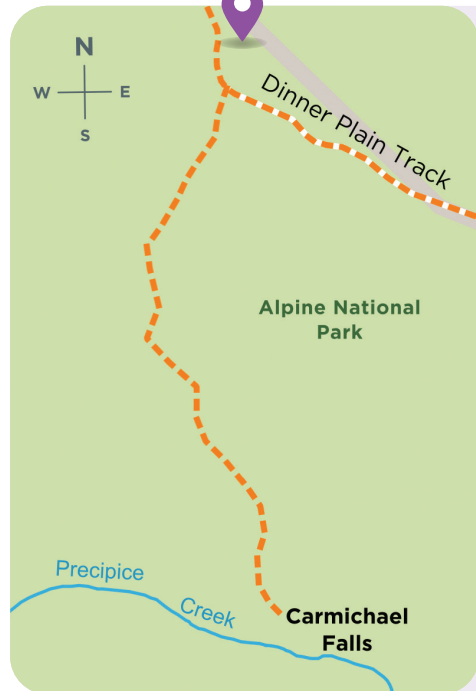 N
W E
S
Dinner Plain Track
Alpine National
Park
Precipice
Creek
Carmichael
Falls